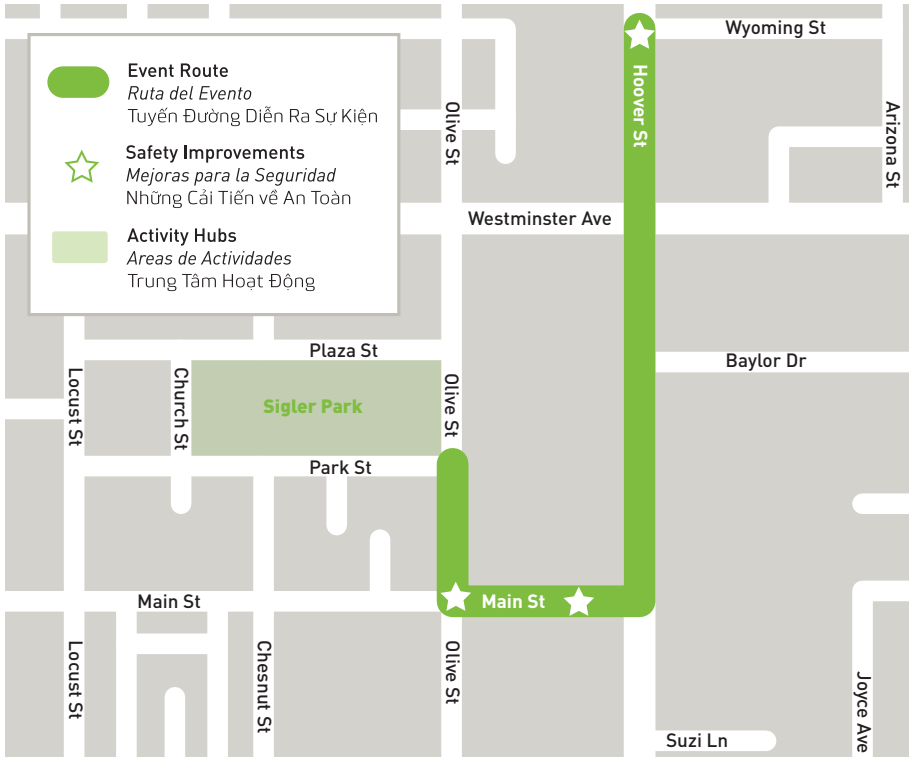 Event Route
Ruta del Evento
Tuyến Đường Diễn Ra Sự Kiện
Safety Improvements
Mejoras para la Seguridad
Những Cải Tiến về An Toàn
Activity Hubs
Areas de Actividades
Trung Tâm Hoạt Động
Wyoming St
Hoover St
Olive St
Arizona St
Westminster Ave
Plaza St
Baylor Dr
Locust St
Church St
Sigler Park
Olive St
Park St
Main St
Main St
Locust St
Chesnut St
Olive St
Joyce Ave
Suzi Ln